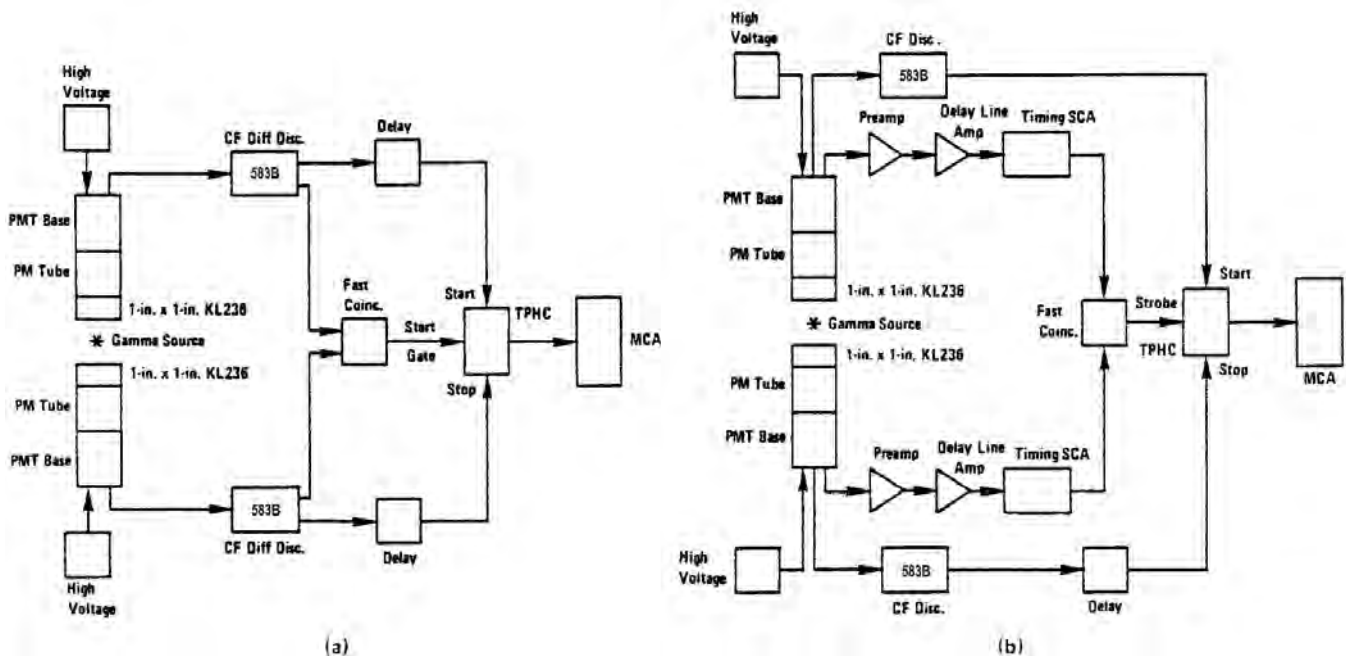 High
Voltage
CF Diff Disc.
583B
Delay
PMT Base
PM Tube
1-in. x 1-in. KL236
Gamma Source
1-in. x 1-in. KL236
PM Tube
PMT Base
Fast
Coinc.
Start
Gate
Start
TPHC
Stop
MCA
583B
CF Diff Disc.
Delay
High
Voltage
(a)
High
Voltage
CF Disc.
583B
Preamp
Delay Line
Amp
Timing SCA
PMT Base
PM Tube
1-in. x 1-in. KL236
Gamma Source
1-in. x 1-in. KL236
PM Tube
PMT Base
Fast
Coinc.
Strobe
TPHC
Start
Stop
MCA
Preamp
Delay Line
Amp
Timing SCA
High
Voltage
583B
CF Disc.
Delay
(b)